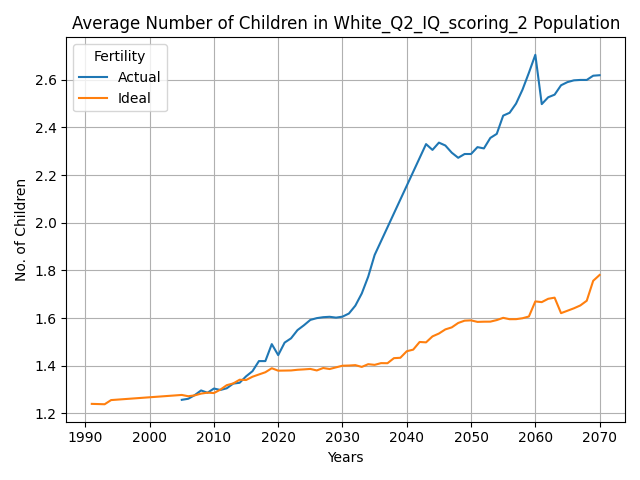 Average Number of Children in White_Q2_IQ_scoring_2 Population
Fertility
Actual
Ideal
No. of Children
2.6
2.4
2.2
2.0
1.8
1.6
1.4
1.2
1990 2000 2010 2020 2030 2040 2050 2060 2070
Years